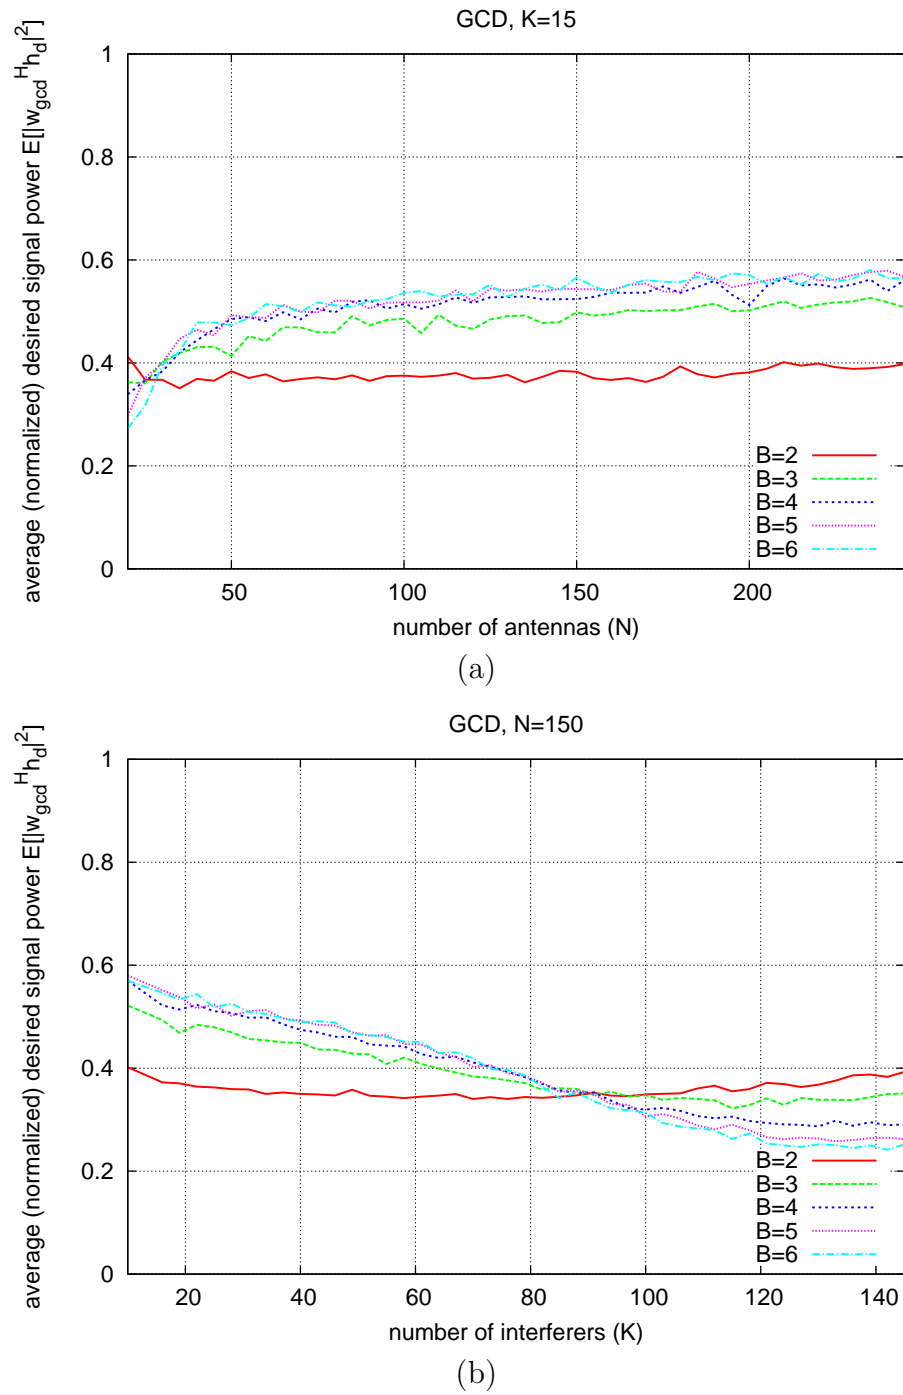 GCD, K=15
average (normalized) desired signal power E[|w_gcd^H h_d|^2]
1
0.8
0.6
0.4
0.2
0
B=2
B=3
B=4
B=5
B=6
50 100 150 200
number of antennas (N)
(a)
GCD, N=150
average (normalized) desired signal power E[|w_gcd^H h_d|^2]
1
0.8
0.6
0.4
0.2
0
B=2
B=3
B=4
B=5
B=6
20 40 60 80 100 120 140
number of interferers (K)
(b)